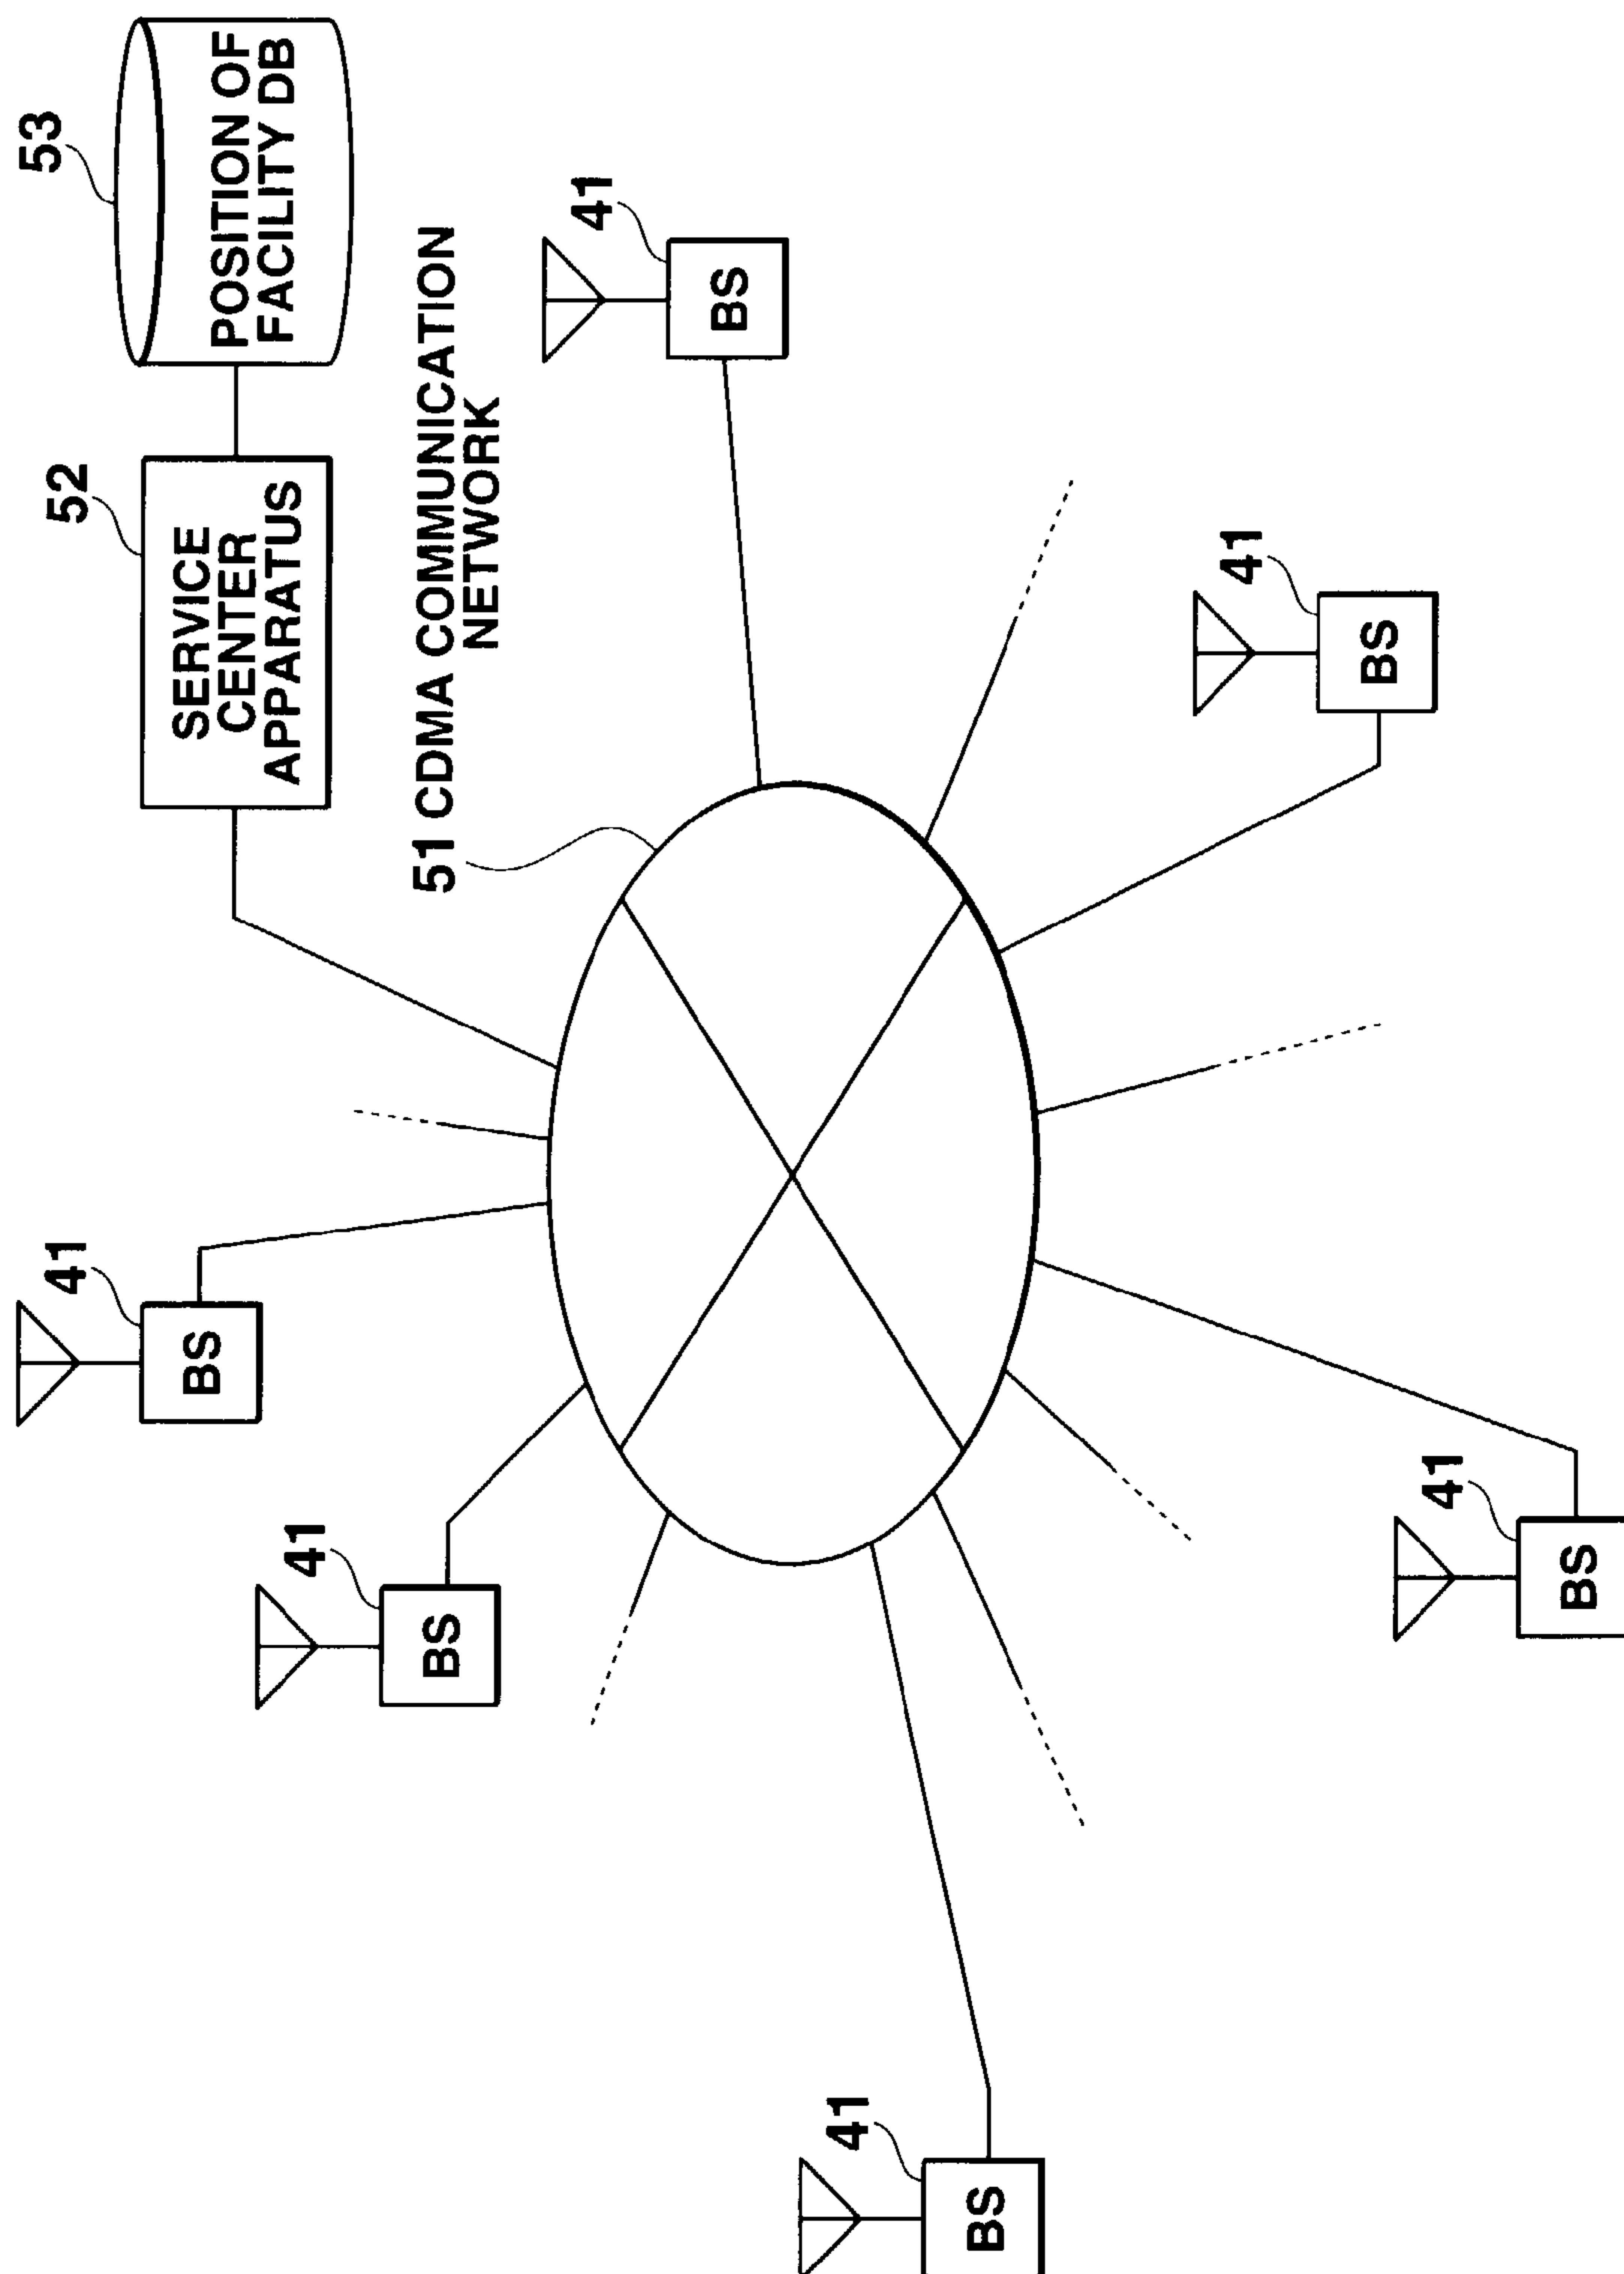 53
POSITION OF
FACILITY DB
52
SERVICE
CENTER
APPARATUS
51 CDMA COMMUNICATION
NETWORK
41
BS
41
BS
41
BS
41
BS
41
BS
41
BS